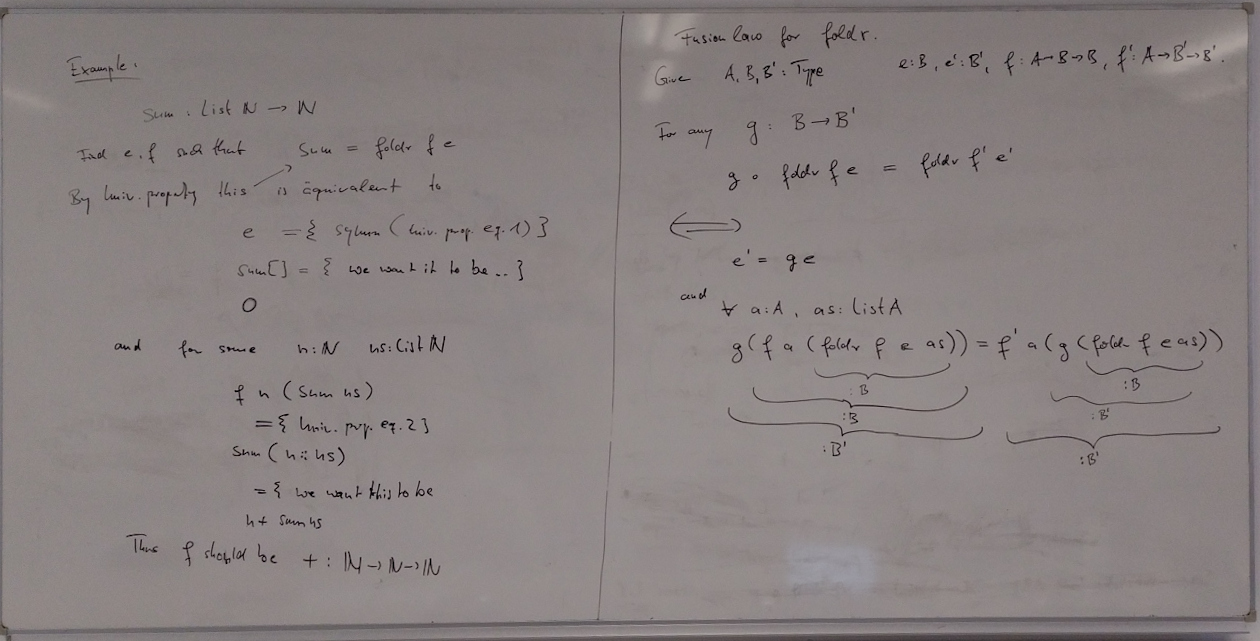 Example:
sum : List ℕ → ℕ
Find e, f such that sum = foldr f e
By Univ. property this is equivalent to
e = { symm (Univ. prop. eq. 1) }
sum [] = { we want it to be .. }
0
and for some n : ℕ ns : List ℕ
f n (sum ns)
= { Univ. prop. eq. 2 }
sum (n :: ns)
= { we want this to be
n + sum ns
Thus f should be + : ℕ → ℕ → ℕ
Fusion law for foldr.
Give A, B, B' : Type e : B, e' : B', f : A → B → B, f' : A → B' → B'.
For any g : B → B'
g ∘ foldr f e = foldr f' e'
⟺
e' = g e
and ∀ a : A, as : List A
g (f a (foldr f e as)) = f' a (g (foldr f e as))
: B : B
: B : B'
: B' : B'